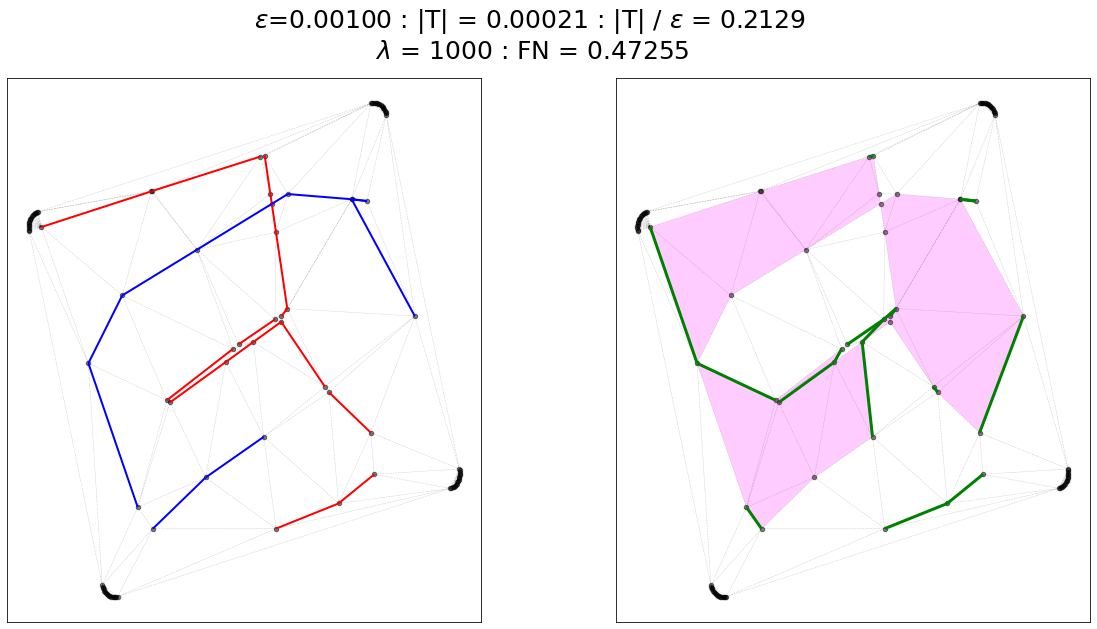 ε=0.00100 : |T| = 0.00021 : |T| / ε = 0.2129
λ = 1000 : FN = 0.47255